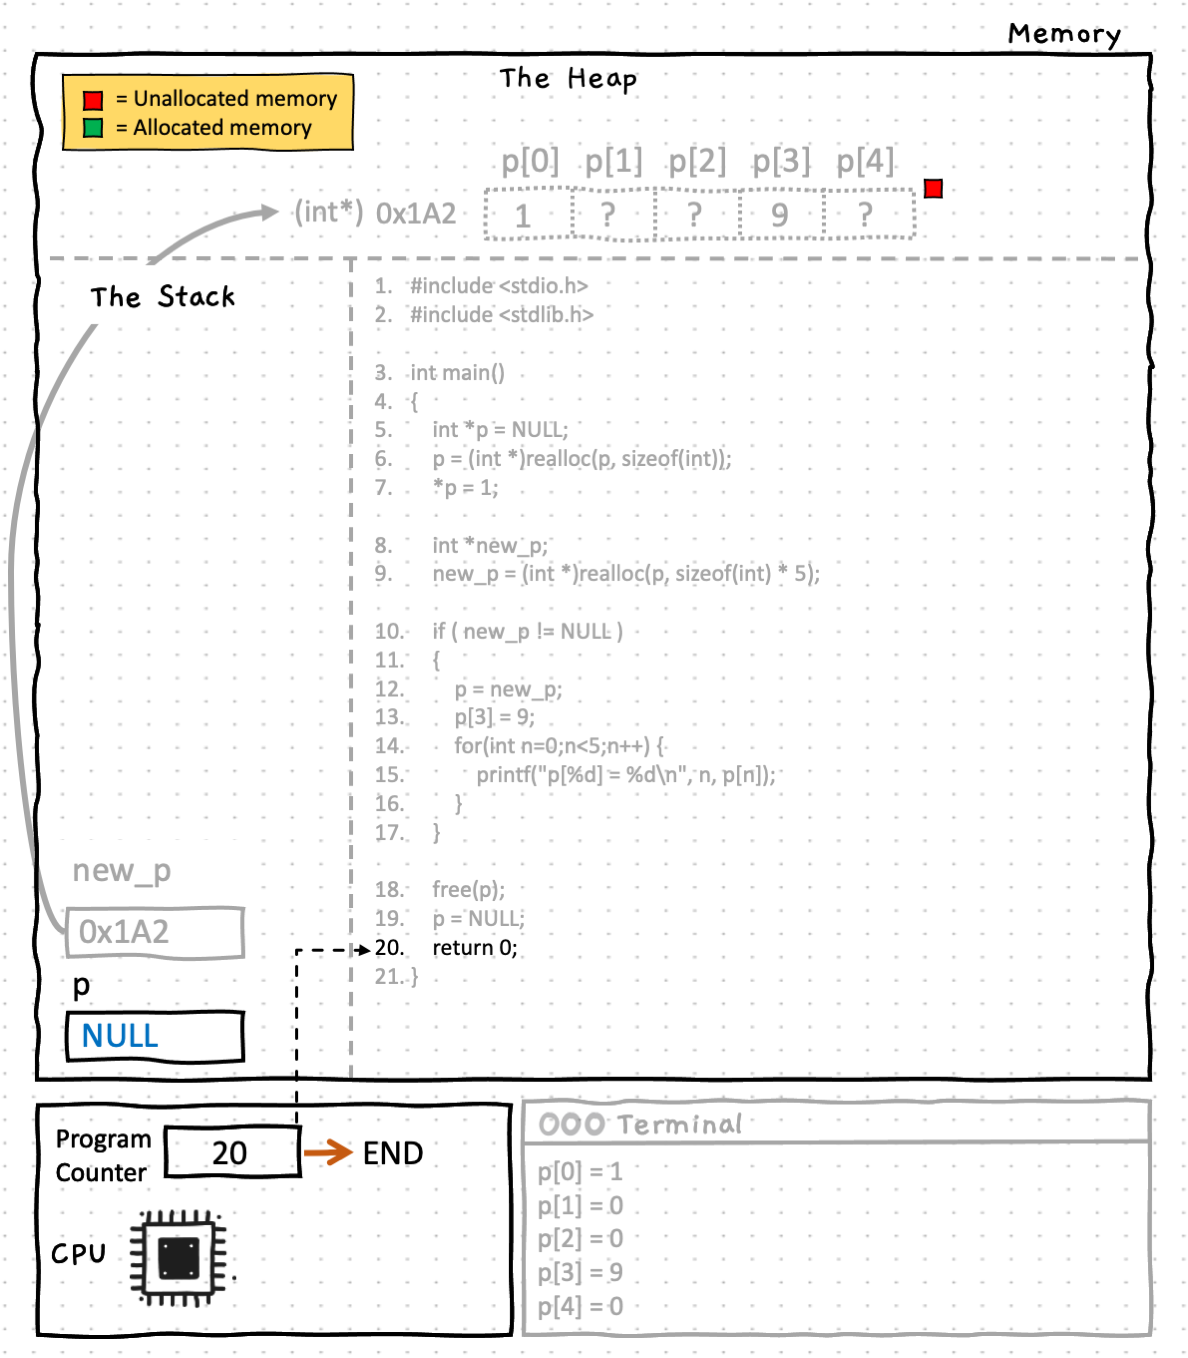 Memory
The Heap
= Unallocated memory
= Allocated memory
p[0] p[1] p[2] p[3] p[4]
(int*) 0x1A2 1 ? ? 9 ?
The Stack
1. #include <stdio.h>
2. #include <stdlib.h>
3. int main()
4. {
5. int *p = NULL;
6. p = (int *)realloc(p, sizeof(int));
7. *p = 1;
8. int *new_p;
9. new_p = (int *)realloc(p, sizeof(int) * 5);
10. if ( new_p != NULL )
11. {
12. p = new_p;
13. p[3] = 9;
14. for(int n=0;n<5;n++) {
15. printf("p[%d] = %d\n", n, p[n]);
16. }
17. }
18. free(p);
19. p = NULL;
20. return 0;
21. }
new_p
0x1A2
p
NULL
Program
Counter
20
END
CPU
Terminal
p[0] = 1
p[1] = 0
p[2] = 0
p[3] = 9
p[4] = 0